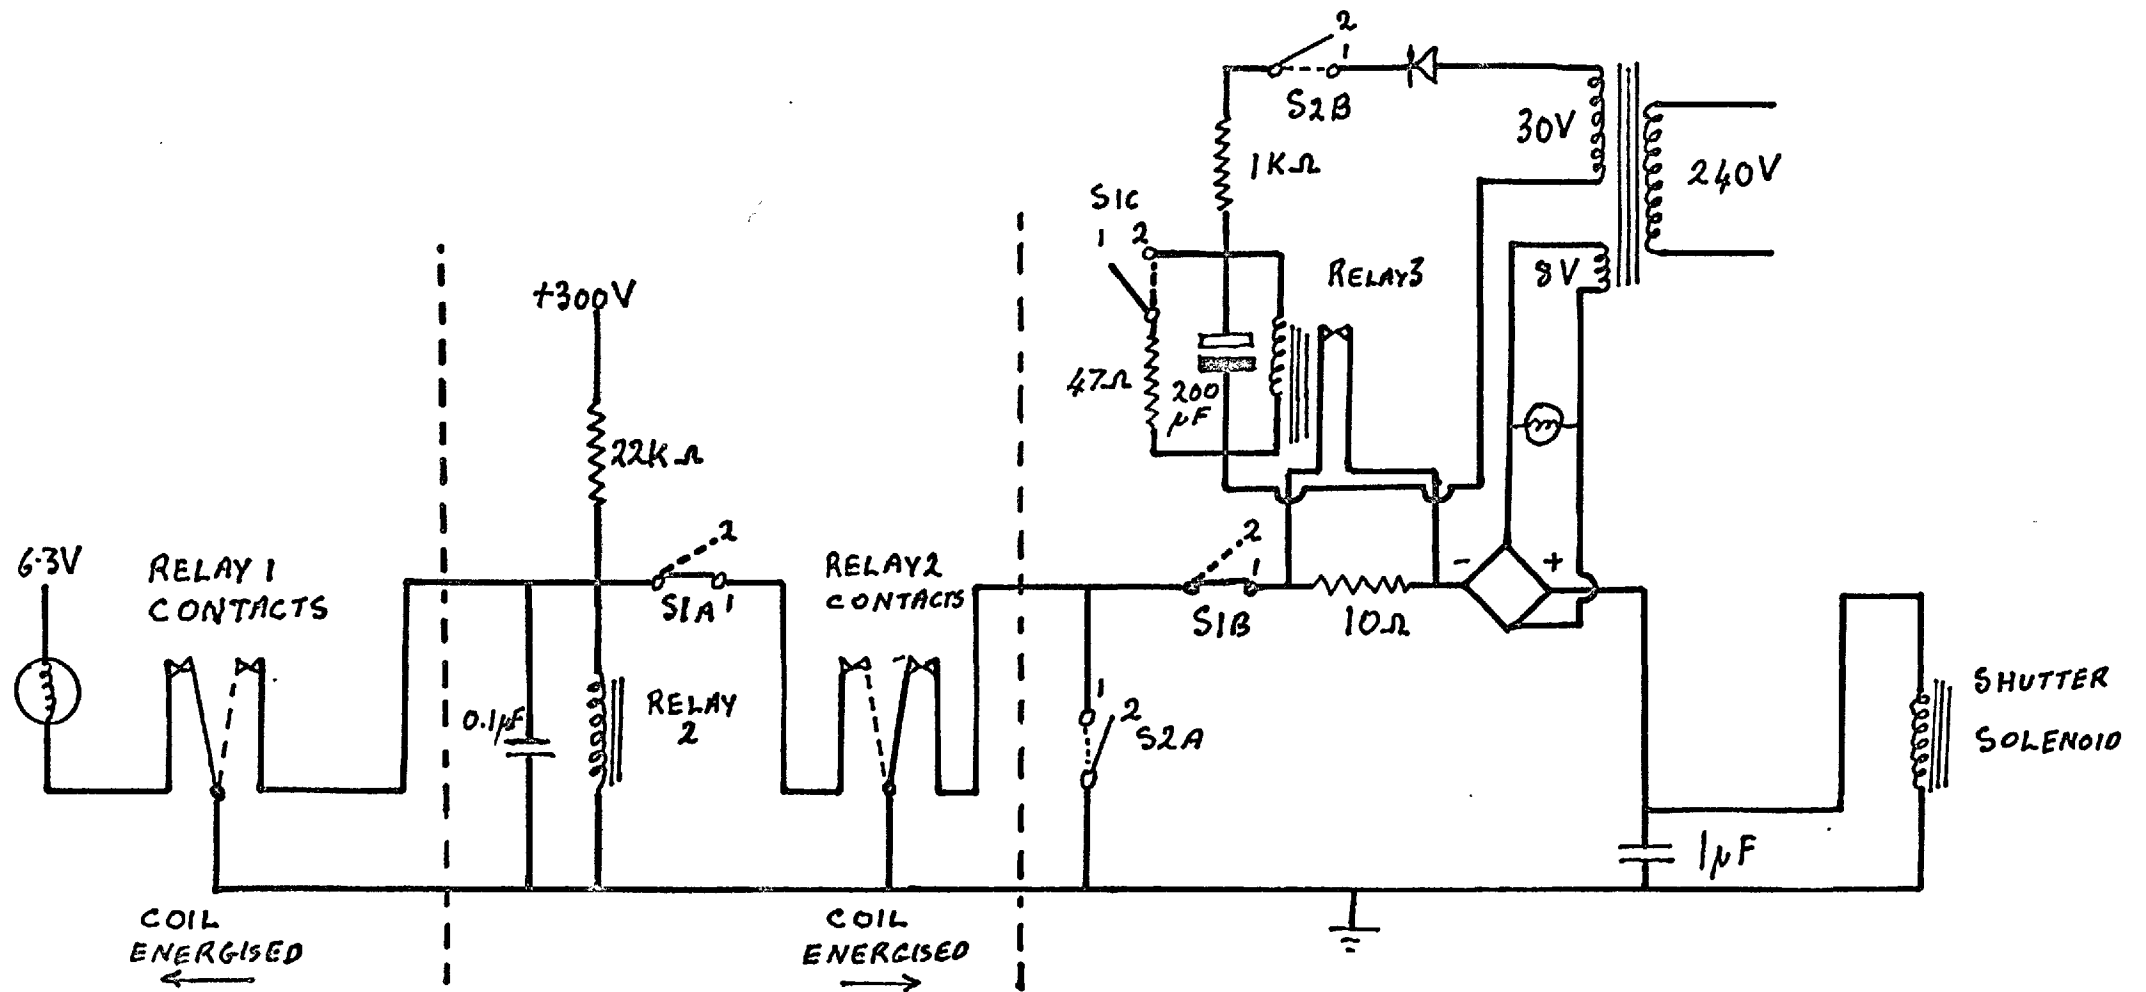 2
1
S2B
30V
1KΩ
240V
S1C
1 2
RELAY3
8V
+300V
47Ω
200
μF
22KΩ
2
2
6.3V
RELAY 1
CONTACTS
RELAY2
CONTACTS
- +
1
S1A 1
S1B
10Ω
0.1μF
RELAY
2
1
2
S2A
SHUTTER
SOLENOID
1μF
COIL
ENERGISED
←
COIL
ENERGISED
→